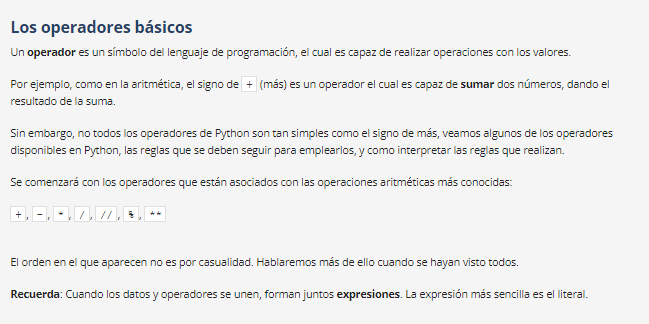 Los operadores básicos
Un operador es un símbolo del lenguaje de programación, el cual es capaz de realizar operaciones con los valores.
Por ejemplo, como en la aritmética, el signo de + (más) es un operador el cual es capaz de sumar dos números, dando el
resultado de la suma.
Sin embargo, no todos los operadores de Python son tan simples como el signo de más, veamos algunos de los operadores
disponibles en Python, las reglas que se deben seguir para emplearlos, y como interpretar las reglas que realizan.
Se comenzará con los operadores que están asociados con las operaciones aritméticas más conocidas:
+, -, *, /, //, %, **
El orden en el que aparecen no es por casualidad. Hablaremos más de ello cuando se hayan visto todos.
Recuerda: Cuando los datos y operadores se unen, forman juntos expresiones. La expresión más sencilla es el literal.